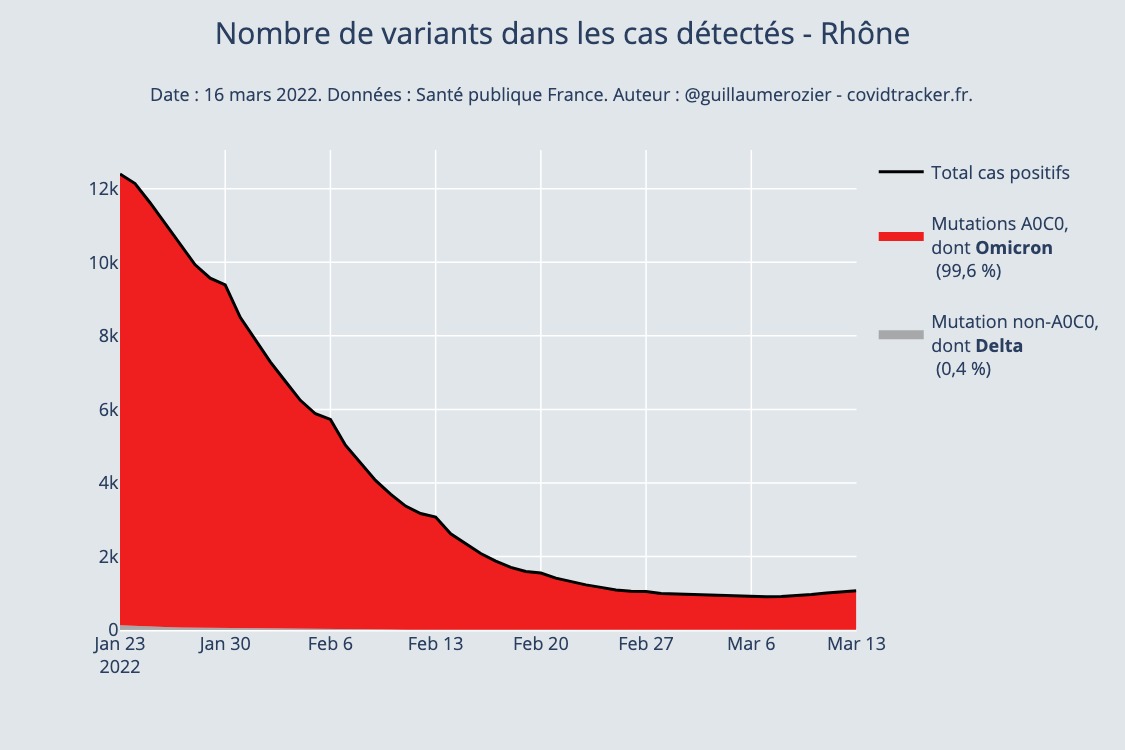 Nombre de variants dans les cas détectés - Rhône
Date : 16 mars 2022. Données : Santé publique France. Auteur : @guillaumerozier - covidtracker.fr.
12k
10k
8k
6k
4k
2k
0
Jan 23
2022
Jan 30
Feb 6
Feb 13
Feb 20
Feb 27
Mar 6
Mar 13
Total cas positifs
Mutations A0C0,
dont Omicron
(99,6 %)
Mutation non-A0C0,
dont Delta
(0,4 %)